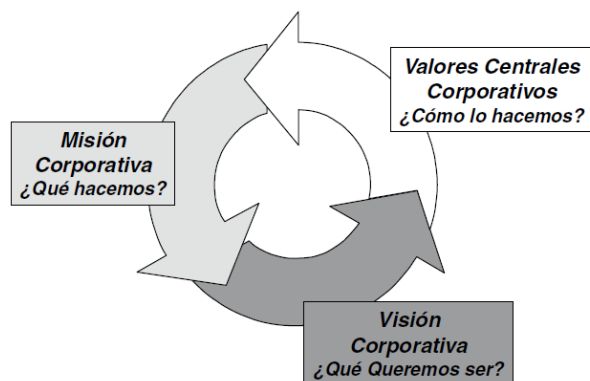 Valores Centrales
Corporativos
¿Cómo lo hacemos?
Misión
Corporativa
¿Qué hacemos?
Visión
Corporativa
¿Qué Queremos ser?